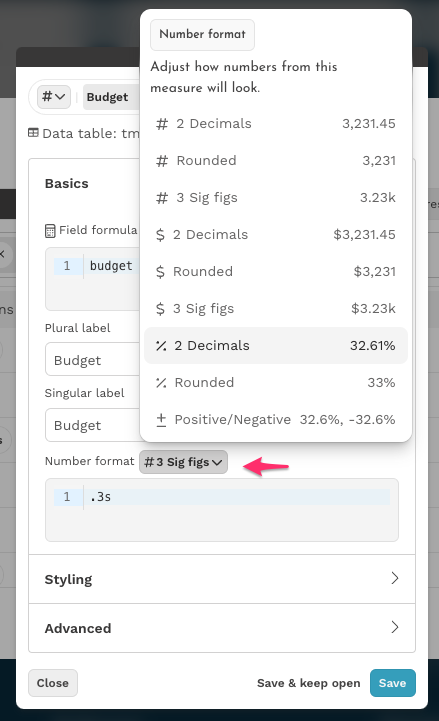 Number format
Adjust how numbers from this
measure will look.
# 2 Decimals 3,231.45
# Rounded 3,231
# 3 Sig figs 3.23k
$ 2 Decimals $3,231.45
$ Rounded $3,231
$ 3 Sig figs $3.23k
٪ 2 Decimals 32.61%
٪ Rounded 33%
± Positive/Negative 32.6%, -32.6%
# Budget
Data table: tm
Basics
Field formula
1 budget
Plural label
Budget
Singular label
Budget
Number format # 3 Sig figs
1 .3s
Styling
Advanced
Close Save & keep open Save